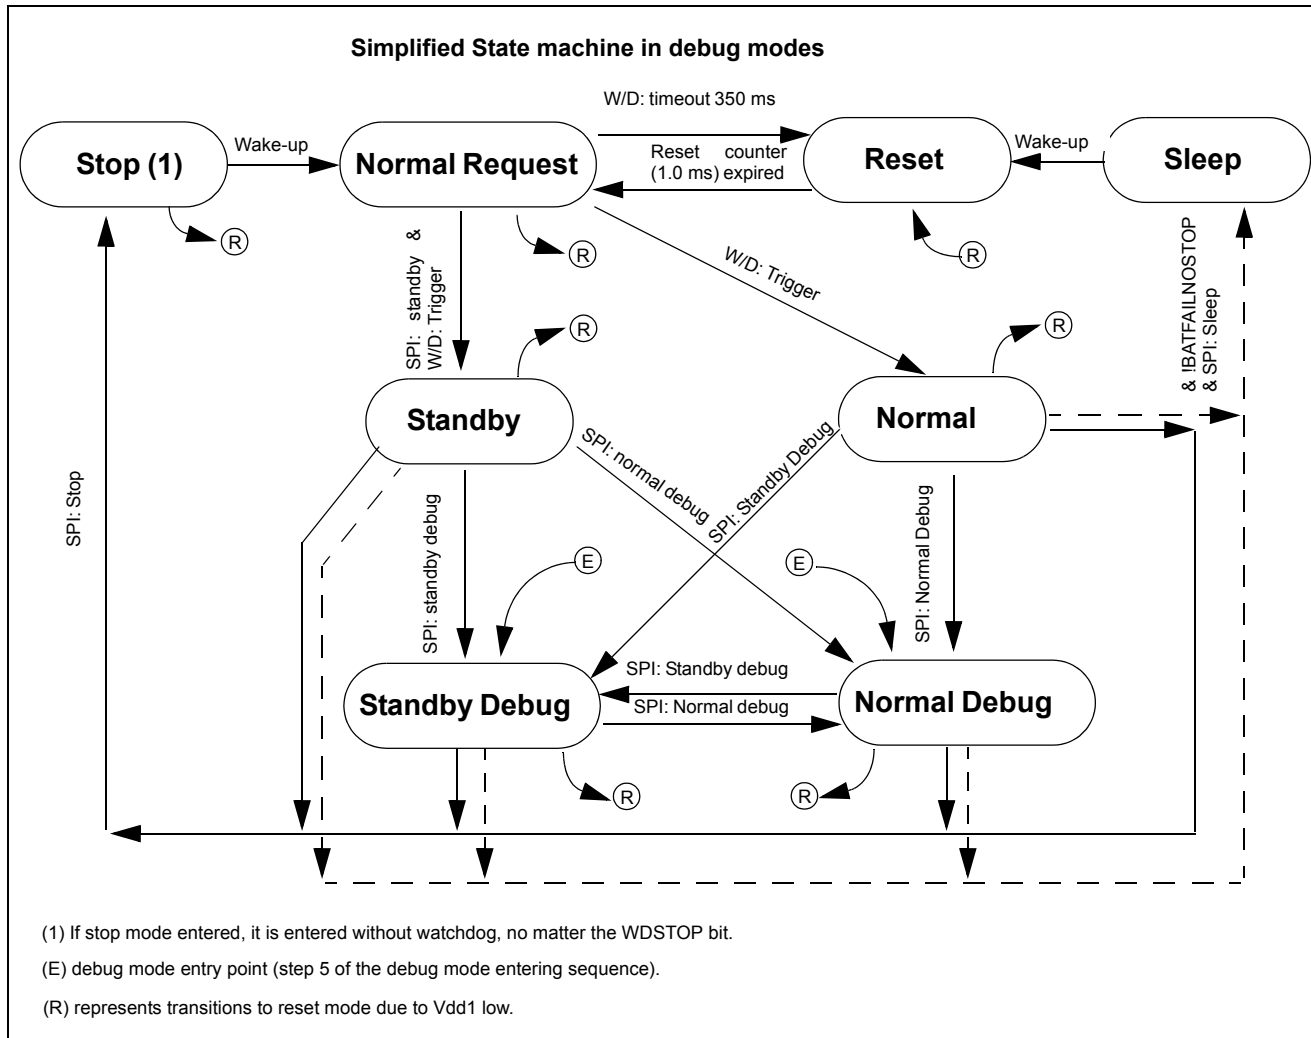 Simplified State machine in debug modes
W/D: timeout 350 ms
Stop (1)
Wake-up
Normal Request
Reset counter
(1.0 ms) expired
Reset
Wake-up
Sleep
R
R
R
SPI: standby &
W/D: Trigger
W/D: Trigger
& !BATFAILNOSTOP
& SPI: Sleep
R
R
Standby
Normal
SPI: Stop
SPI: normal debug
SPI: Standby Debug
SPI: standby debug
SPI: Normal Debug
E
E
SPI: Standby debug
Standby Debug
SPI: Normal debug
Normal Debug
R
R
(1) If stop mode entered, it is entered without watchdog, no matter the WDSTOP bit.
(E) debug mode entry point (step 5 of the debug mode entering sequence).
(R) represents transitions to reset mode due to Vdd1 low.